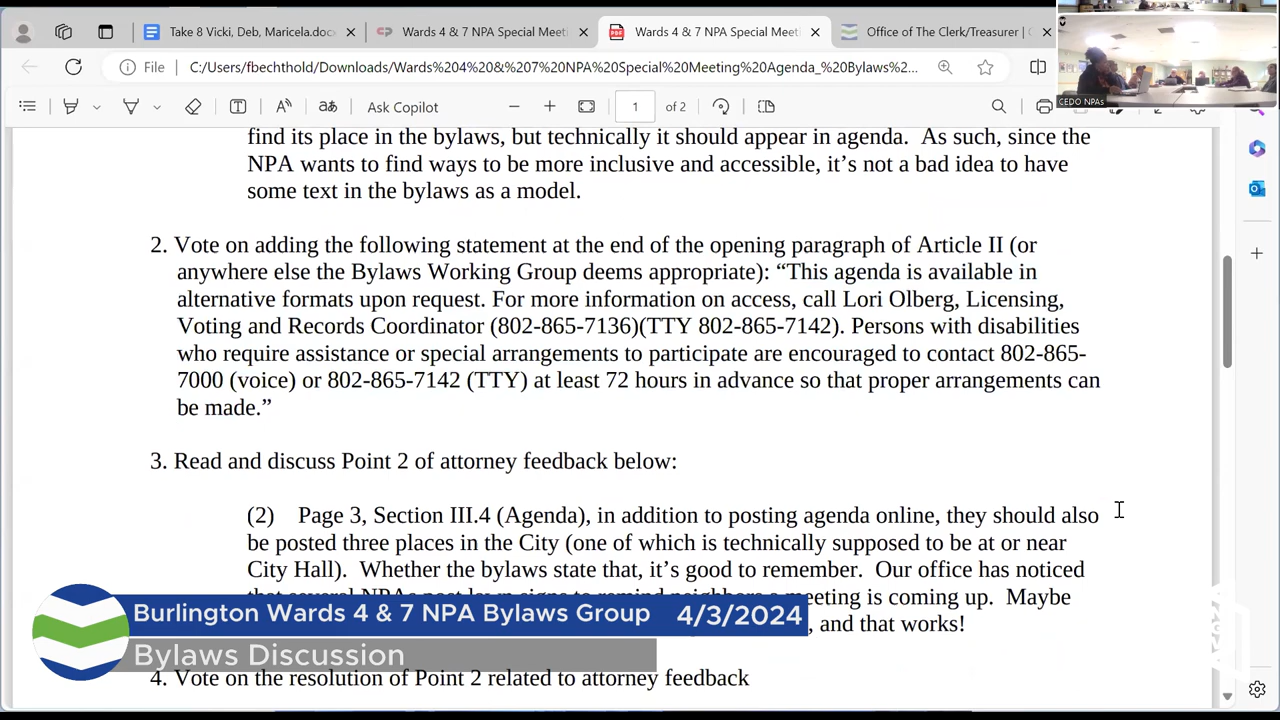 Take 8 Vicki, Deb, Maricela.doc
Wards 4 & 7 NPA Special Meeti
Wards 4 & 7 NPA Special Meeti
Office of The Clerk/Treasurer |
File
C:/Users/fbechthold/Downloads/Wards%204%20&%207%20NPA%20Special%20Meeting%20Agenda_%20Bylaws%2...
CEDO NPAs
aあ
Ask Copilot
1
of 2
find its place in the bylaws, but technically it should appear in agenda. As such, since the
NPA wants to find ways to be more inclusive and accessible, it’s not a bad idea to have
some text in the bylaws as a model.
2. Vote on adding the following statement at the end of the opening paragraph of Article II (or
anywhere else the Bylaws Working Group deems appropriate): “This agenda is available in
alternative formats upon request. For more information on access, call Lori Olberg, Licensing,
Voting and Records Coordinator (802-865-7136)(TTY 802-865-7142). Persons with disabilities
who require assistance or special arrangements to participate are encouraged to contact 802-865-
7000 (voice) or 802-865-7142 (TTY) at least 72 hours in advance so that proper arrangements can
be made.”
3. Read and discuss Point 2 of attorney feedback below:
(2) Page 3, Section III.4 (Agenda), in addition to posting agenda online, they should also
be posted three places in the City (one of which is technically supposed to be at or near
City Hall). Whether the bylaws state that, it’s good to remember. Our office has noticed
meeting is coming up. Maybe
, and that works!
Burlington Wards 4 & 7 NPA Bylaws Group 4/3/2024
Bylaws Discussion
4. Vote on the resolution of Point 2 related to attorney feedback